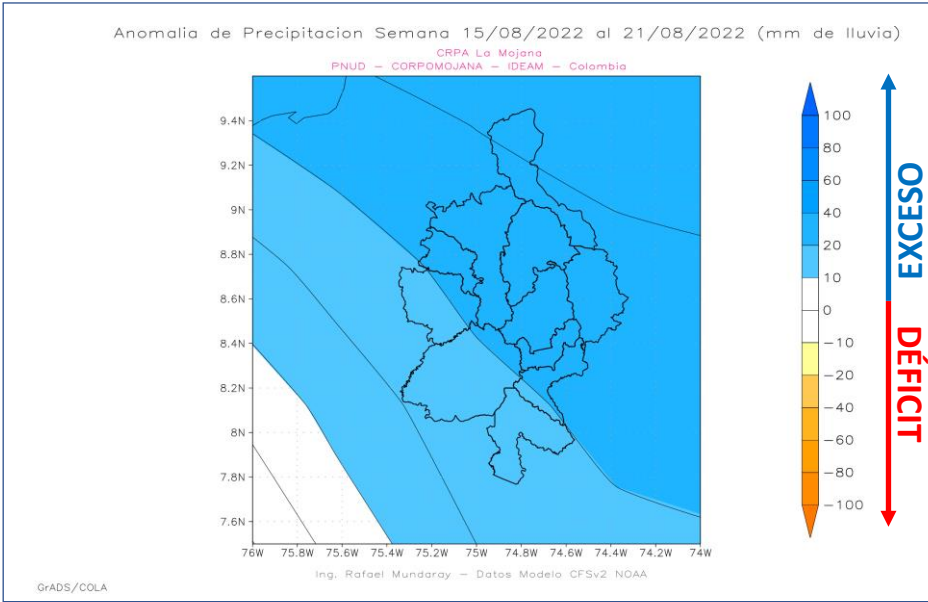 Anomalia de Precipitacion Semana 15/08/2022 al 21/08/2022 (mm de lluvia)
CRPA La Mojana
PNUD – CORPOMOJANA – IDEAM – Colombia
9.4N
9.2N
9N
8.8N
8.6N
8.4N
8.2N
8N
7.8N
7.6N
76W 75.8W 75.6W 75.4W 75.2W 75W 74.8W 74.6W 74.4W 74.2W 74W
100
80
60
40
20
10
0
−10
−20
−40
−60
−80
−100
EXCESO
DÉFICIT
Ing. Rafael Mundaray – Datos Modelo CFSv2 NOAA
GrADS/COLA